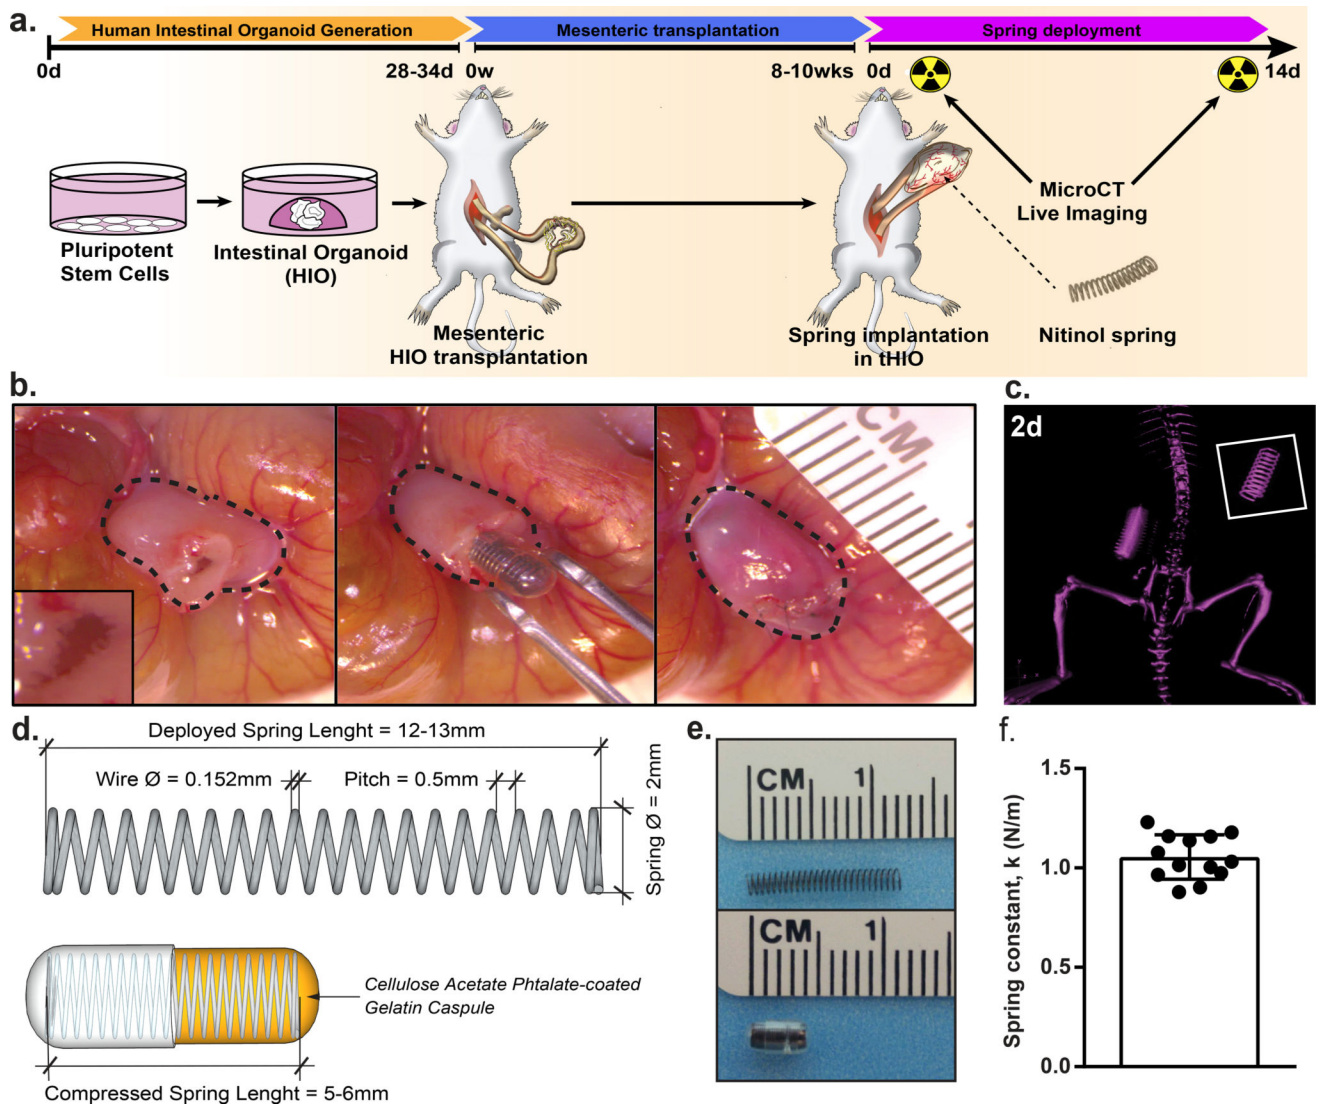 a.
Human Intestinal Organoid Generation
Mesenteric transplantation
Spring deployment
0d
28-34d
0w
8-10wks
0d
14d
MicroCT
Live Imaging
Pluripotent
Stem Cells
Intestinal Organoid
(HIO)
Mesenteric
HIO transplantation
Spring implantation
in tHIO
Nitinol spring
b.
CM
c.
2d
d.
Deployed Spring Lenght = 12-13mm
Wire Ø = 0.152mm
Pitch = 0.5mm
Spring Ø = 2mm
Cellulose Acetate Phtalate-coated
Gelatin Caspule
Compressed Spring Lenght = 5-6mm
e.
CM 1
CM 1
f.
Spring constant, k (N/m)
1.5
1.0
0.5
0.0